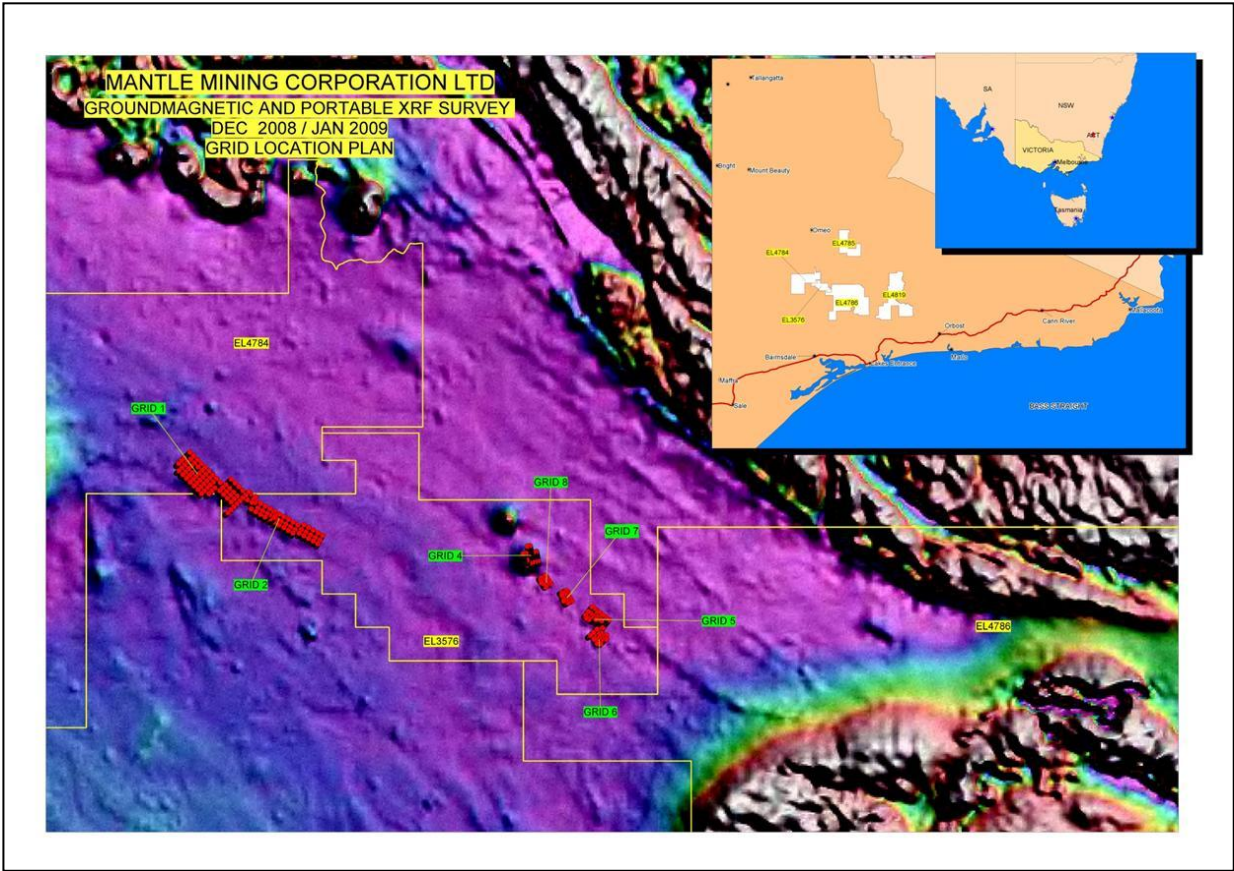 MANTLE MINING CORPORATION LTD
GROUNDMAGNETIC AND PORTABLE XRF SURVEY
DEC 2008 / JAN 2009
GRID LOCATION PLAN
EL4784
GRID 1
GRID 2
GRID 8
GRID 7
GRID 4
GRID 5
GRID 6
EL3576
EL4786
Tallangatta
Bright
Mount Beauty
Omeo
EL4785
EL4784
EL4786
EL4819
EL3576
Orbost
Cann River
Mallacoota
Bairnsdale
Lakes Entrance
Marlo
Maffra
Sale
BASS STRAIGHT
SA
NSW
ACT
VICTORIA
Melbourne
Tasmania